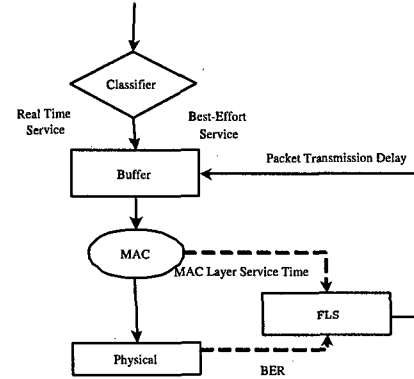 Classifier
Real Time
Service
Best-Effort
Service
Packet Transmission Delay
Buffer
MAC
MAC Layer Service Time
FLS
Physical
BER